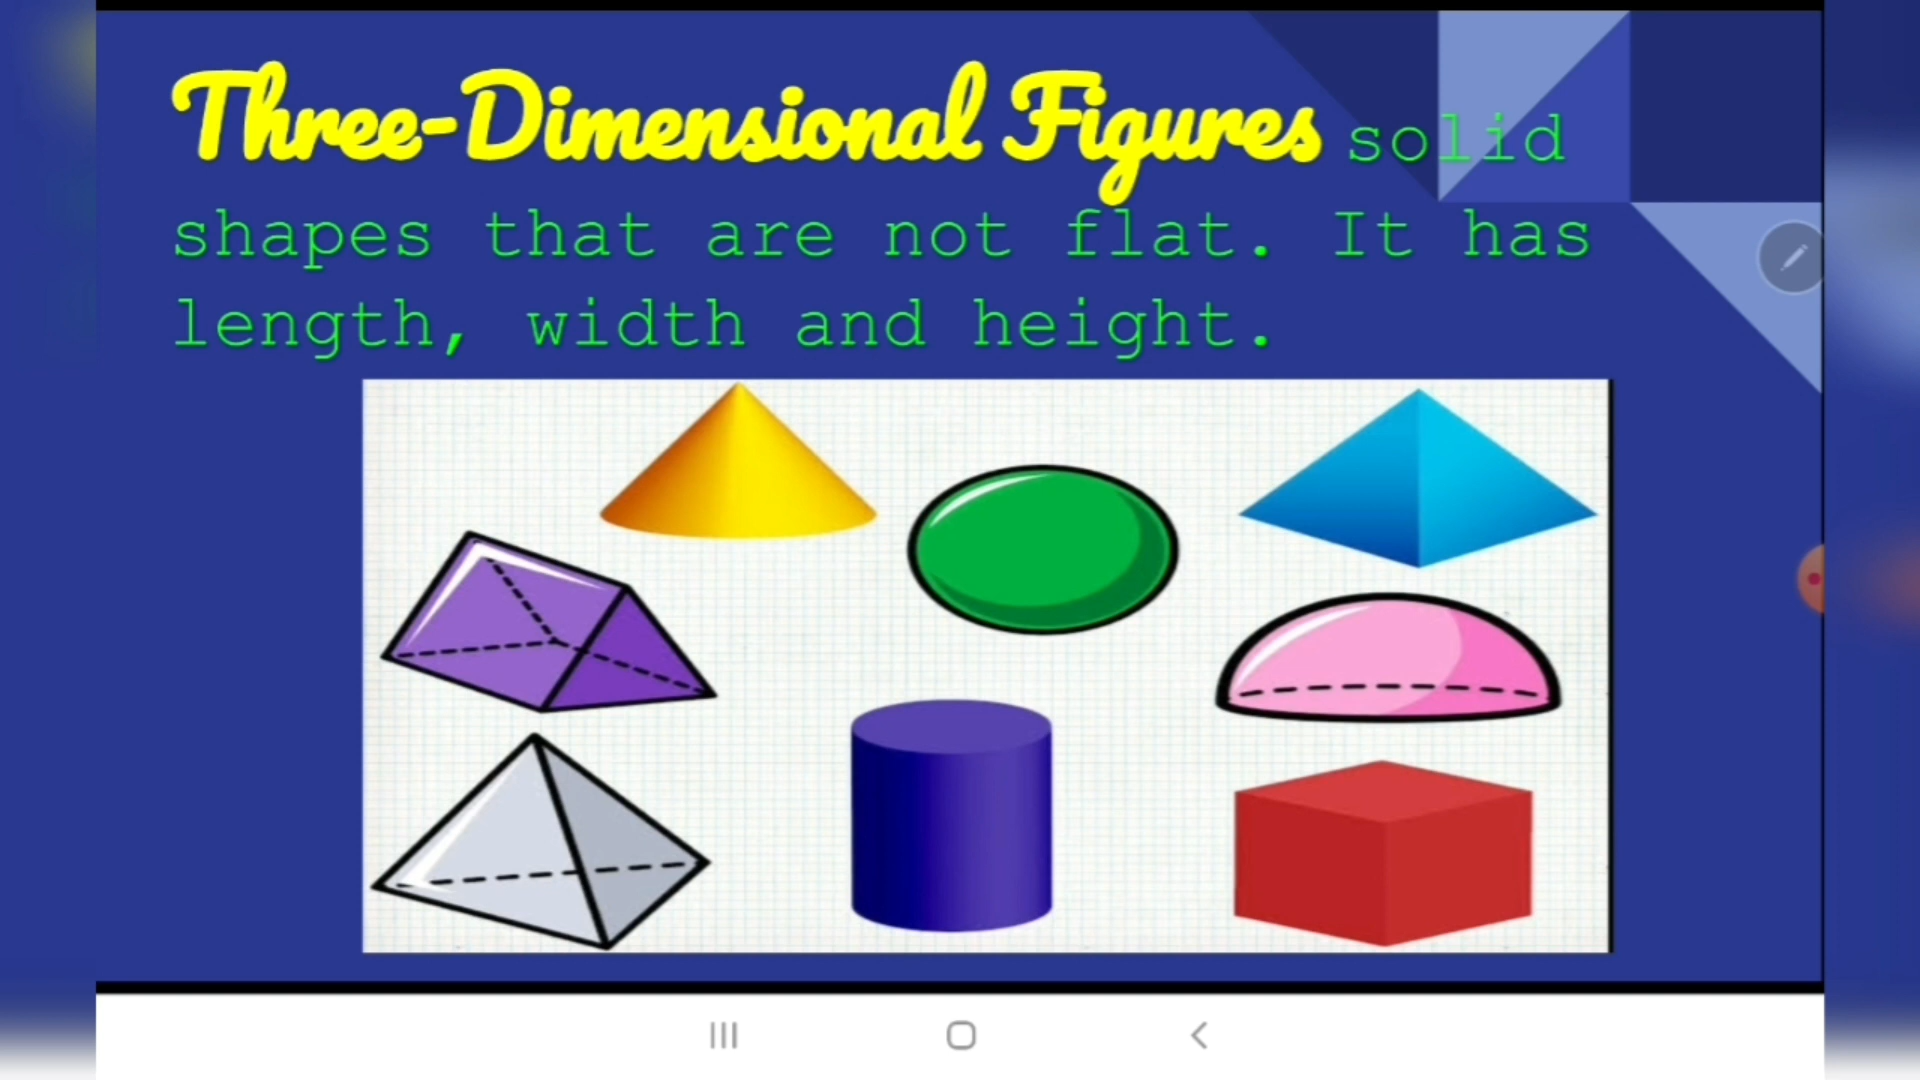 Three-Dimensional Figures solid
shapes that are not flat. It has
length, width and height.